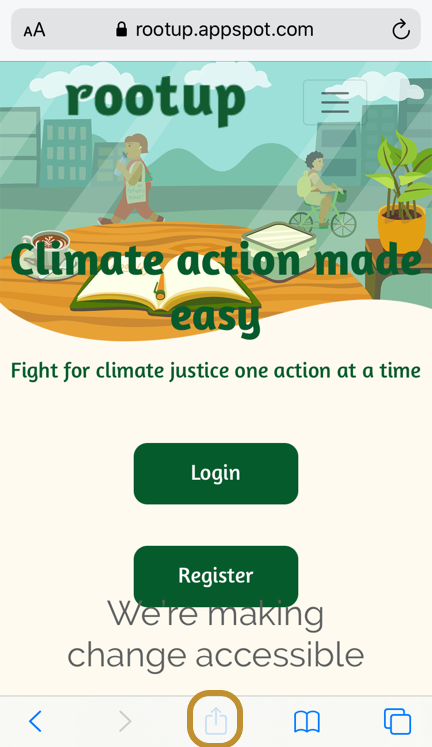 AA rootup.appspot.com
rootup
Climate action made
easy
Fight for climate justice one action at a time
Login
Register
We're making
change accessible